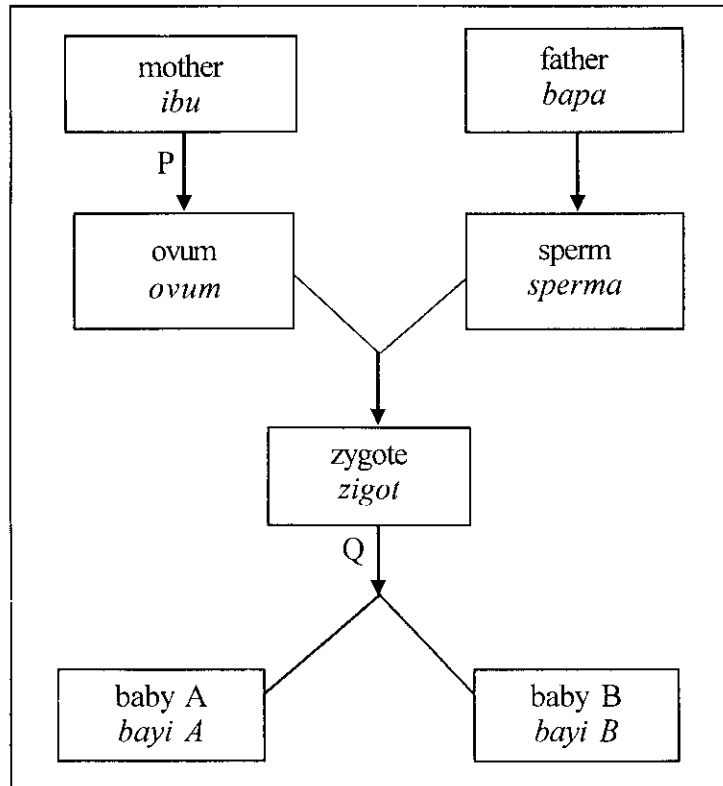 mother
ibu
father
bapa
P
ovum
ovum
sperm
sperma
zygote
zigot
Q
baby A
bayi A
baby B
bayi B